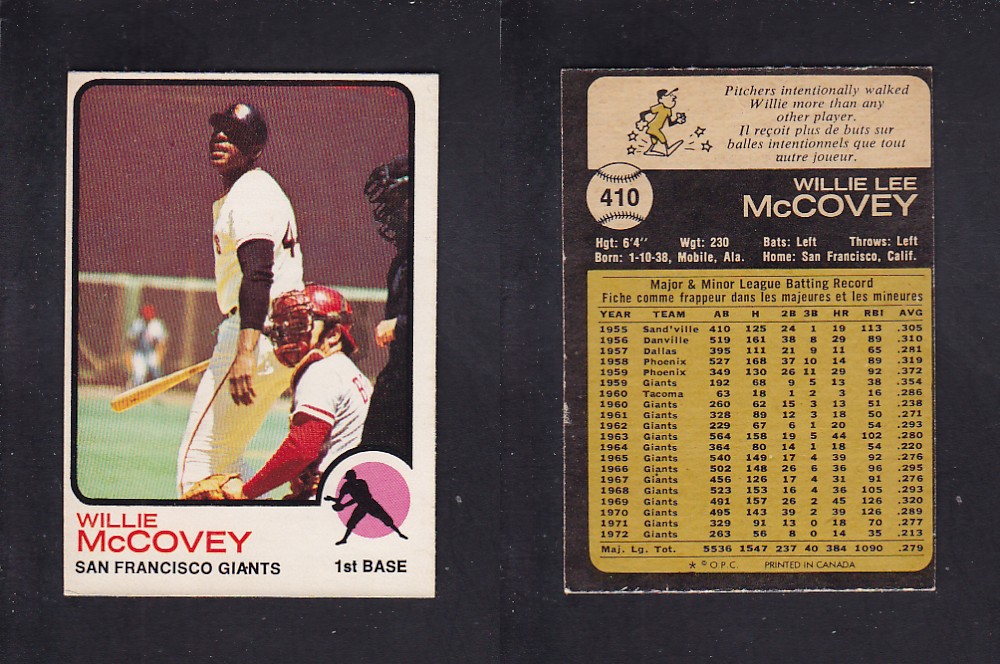 WILLIE
McCOVEY
SAN FRANCISCO GIANTS 1st BASE
Pitchers intentionally walked
Willie more than any
other player.
Il reçoit plus de buts sur
balles intentionnels que tout
autre joueur.
410
WILLIE LEE
McCOVEY
Hgt: 6'4" Wgt: 230 Bats: Left Throws: Left
Born: 1-10-38, Mobile, Ala. Home: San Francisco, Calif.
Major & Minor League Batting Record
Fiche comme frappeur dans les majeures et les mineures
YEAR TEAM AB H 2B 3B HR RBI AVG
1955 Sand'ville 410 125 24 1 19 113 .305
1956 Danville 519 161 38 8 29 89 .310
1957 Dallas 395 111 21 9 11 65 .281
1958 Phoenix 527 168 37 10 14 89 .319
1959 Phoenix 349 130 26 11 29 92 .372
1959 Giants 192 68 9 5 13 38 .354
1960 Tacoma 63 18 1 2 3 16 .286
1960 Giants 260 62 15 3 13 51 .238
1961 Giants 328 89 12 3 18 50 .271
1962 Giants 229 67 6 1 20 54 .293
1963 Giants 564 158 19 5 44 102 .280
1964 Giants 364 80 14 1 18 54 .220
1965 Giants 540 149 17 4 39 92 .276
1966 Giants 502 148 26 6 36 96 .295
1967 Giants 456 126 17 4 31 91 .276
1968 Giants 523 153 16 4 36 105 .293
1969 Giants 491 157 26 2 45 126 .320
1970 Giants 495 143 39 2 39 126 .289
1971 Giants 329 91 13 0 18 70 .277
1972 Giants 263 56 8 0 14 35 .213
Maj. Lg. Tot. 5536 1547 237 40 384 1090 .279
* © O.P.C. PRINTED IN CANADA